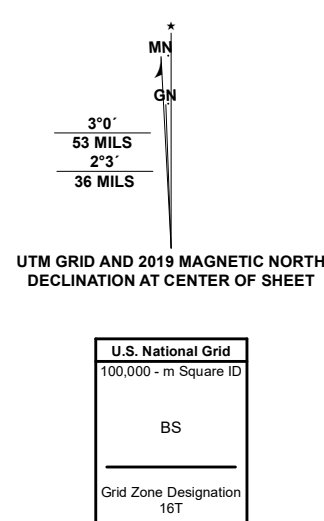 ★
MN
GN
3°0´
53 MILS
2°3´
36 MILS
UTM GRID AND 2019 MAGNETIC NORTH
DECLINATION AT CENTER OF SHEET
U.S. National Grid
100,000 - m Square ID
BS
Grid Zone Designation
16T